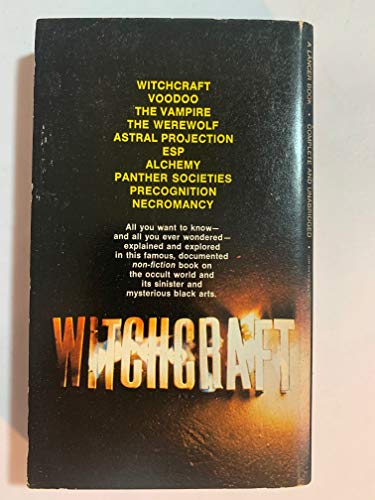 WITCHCRAFT
VOODOO
THE VAMPIRE
THE WEREWOLF
ASTRAL PROJECTION
ESP
ALCHEMY
PANTHER SOCIETIES
PRECOGNITION
NECROMANCY
All you want to know—
and all you ever wondered—
explained and explored
in this famous, documented
non-fiction book on
the occult world and
its sinister and
mysterious black arts.
WITCHCRAFT
A LANCER BOOK • COMPLETE AND UNABRIDGED •